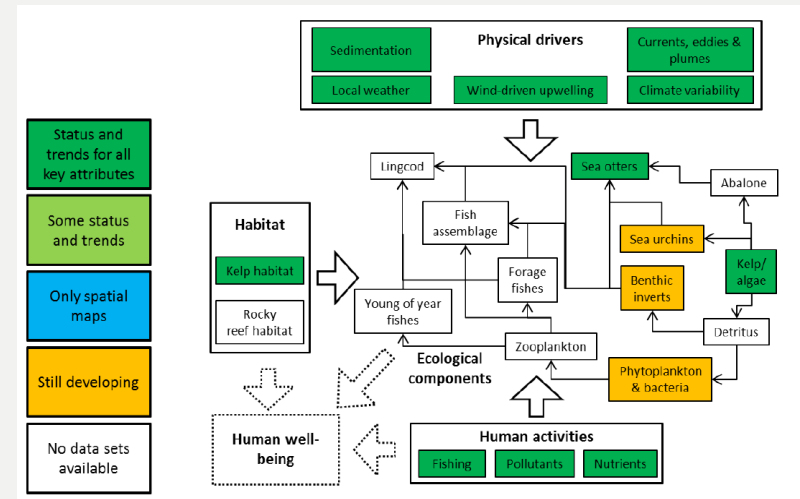 Physical drivers
Sedimentation
Currents, eddies &
plumes
Local weather
Wind-driven upwelling
Climate variability
Status and
trends for all
key attributes
Some status
and trends
Only spatial
maps
Still developing
No data sets
available
Habitat
Kelp habitat
Rocky
reef habitat
Lingcod
Sea otters
Abalone
Fish
assemblage
Sea urchins
Kelp/
algae
Forage
fishes
Benthic
inverts
Young of year
fishes
Detritus
Zooplankton
Ecological
components
Phytoplankton
& bacteria
Human well-
being
Human activities
Fishing
Pollutants
Nutrients